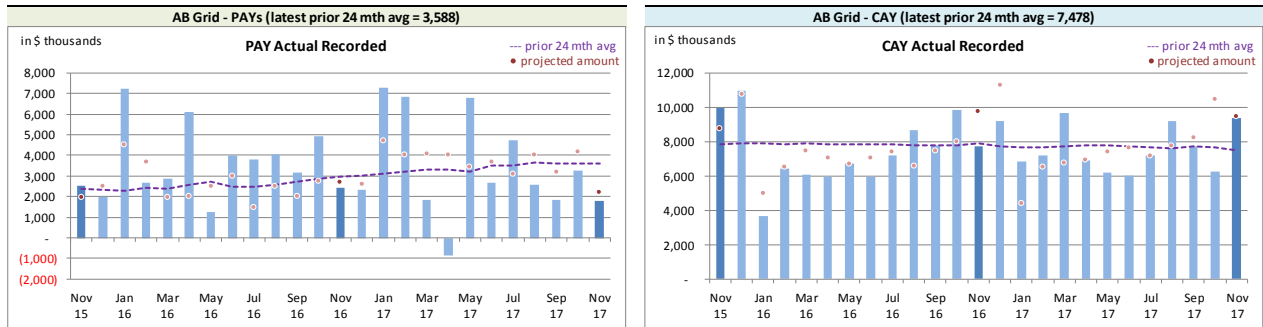 AB Grid - PAYs (latest prior 24 mth avg = 3,588)
in $ thousands
PAY Actual Recorded
--- prior 24 mth avg
• projected amount
8,000
7,000
6,000
5,000
4,000
3,000
2,000
1,000
-
(1,000)
(2,000)
Nov Jan Mar May Jul Sep Nov Jan Mar May Jul Sep Nov
15 16 16 16 16 16 16 17 17 17 17 17 17
AB Grid - CAY (latest prior 24 mth avg = 7,478)
in $ thousands
CAY Actual Recorded
--- prior 24 mth avg
• projected amount
12,000
10,000
8,000
6,000
4,000
2,000
-
Nov Jan Mar May Jul Sep Nov Jan Mar May Jul Sep Nov
15 16 16 16 16 16 16 17 17 17 17 17 17